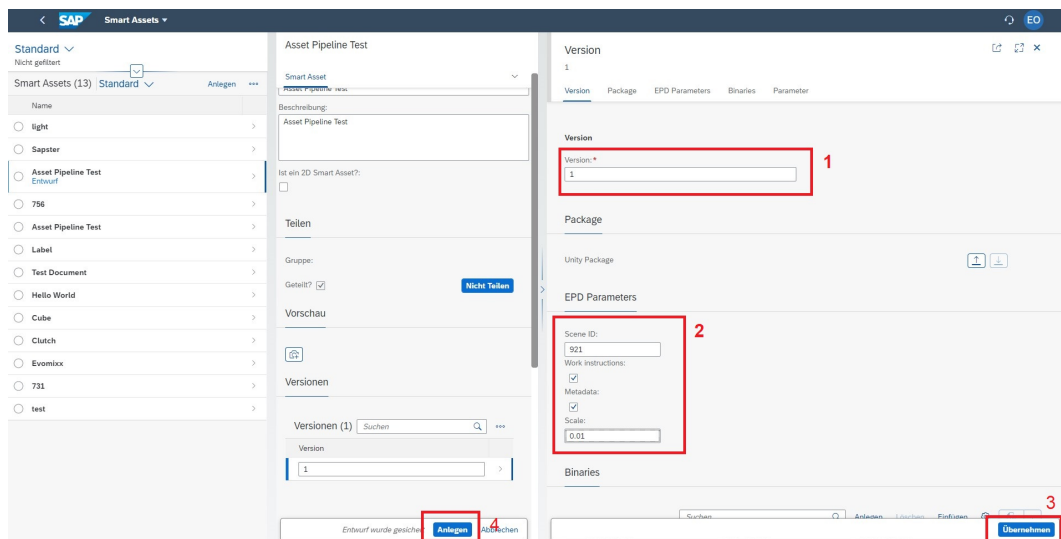 SAP Smart Assets
EO
Standard
Nicht gefiltert
Smart Assets (13) Standard Anlegen
Name
light
Sapster
Asset Pipeline Test
Entwurf
756
Asset Pipeline Test
Label
Test Document
Hello World
Cube
Clutch
Evomixx
731
test
Asset Pipeline Test
Smart Asset
Asset Pipeline Test
Beschreibung:
Asset Pipeline Test
Ist ein 2D Smart Asset?:
Teilen
Gruppe:
Geteilt? Nicht Teilen
Vorschau
Versionen
Versionen (1) Suchen
Version
1
Entwurf wurde gesichert Anlegen 4 Abbrechen
Version
1
Version Package EPD Parameters Binaries Parameter
Version
Version:*
1
1
Package
Unity Package
EPD Parameters
Scene ID:
2
921
Work instructions:
Metadata:
Scale:
0.01
Binaries
Suchen Anlegen Löschen Einfügen
3
Übernehmen